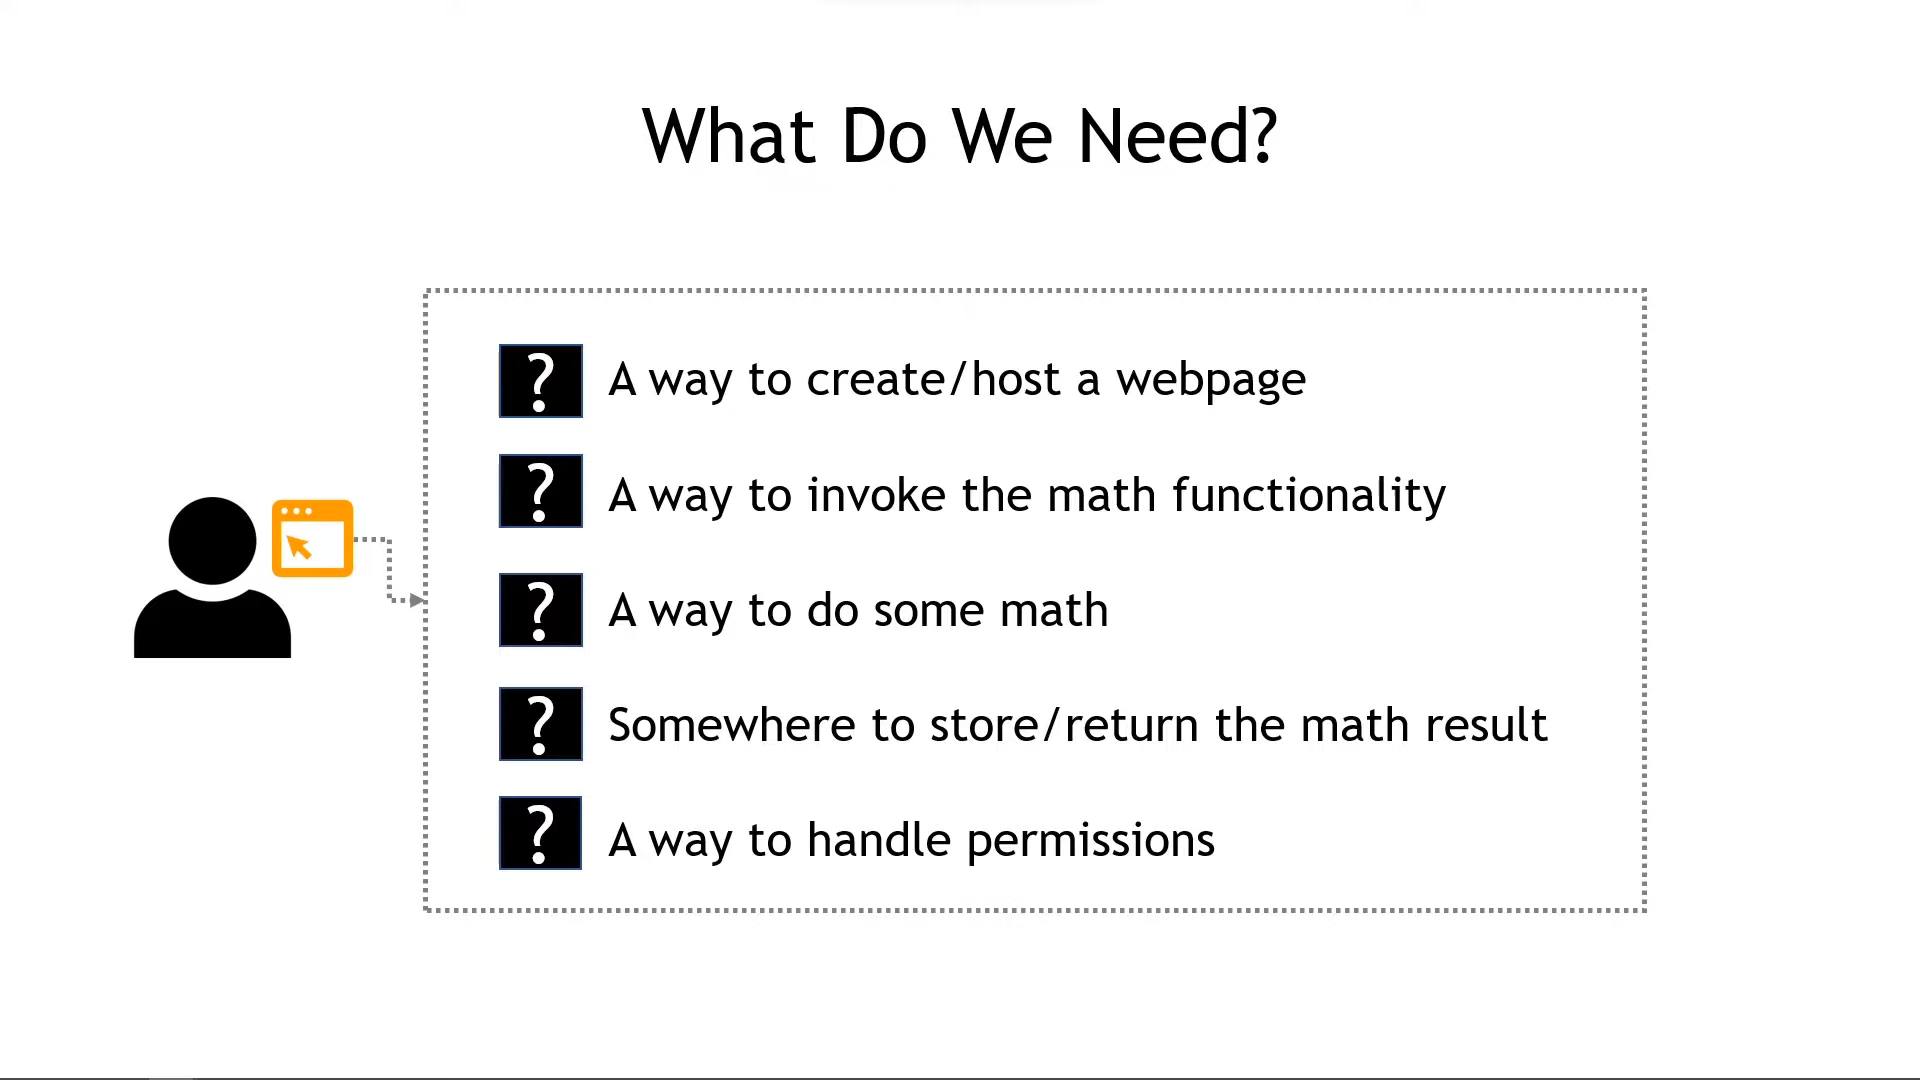 What Do We Need?
? A way to create/host a webpage
? A way to invoke the math functionality
? A way to do some math
? Somewhere to store/return the math result
? A way to handle permissions